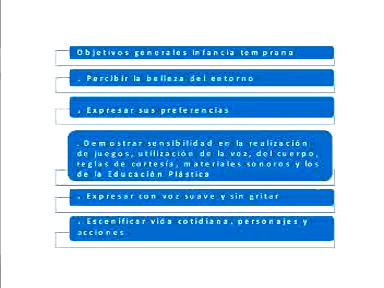 Objetivos generales infancia temprana
. Percibir la belleza del entorno
. Expresar sus preferencias
. Demostrar sensibilidad en la realización
de juegos, utilización de la voz, del cuerpo,
reglas de cortesía, materiales sonoros y los
de la Educación Plástica
. Expresar con voz suave y sin gritar
. Escenificar vida cotidiana, personajes y
acciones